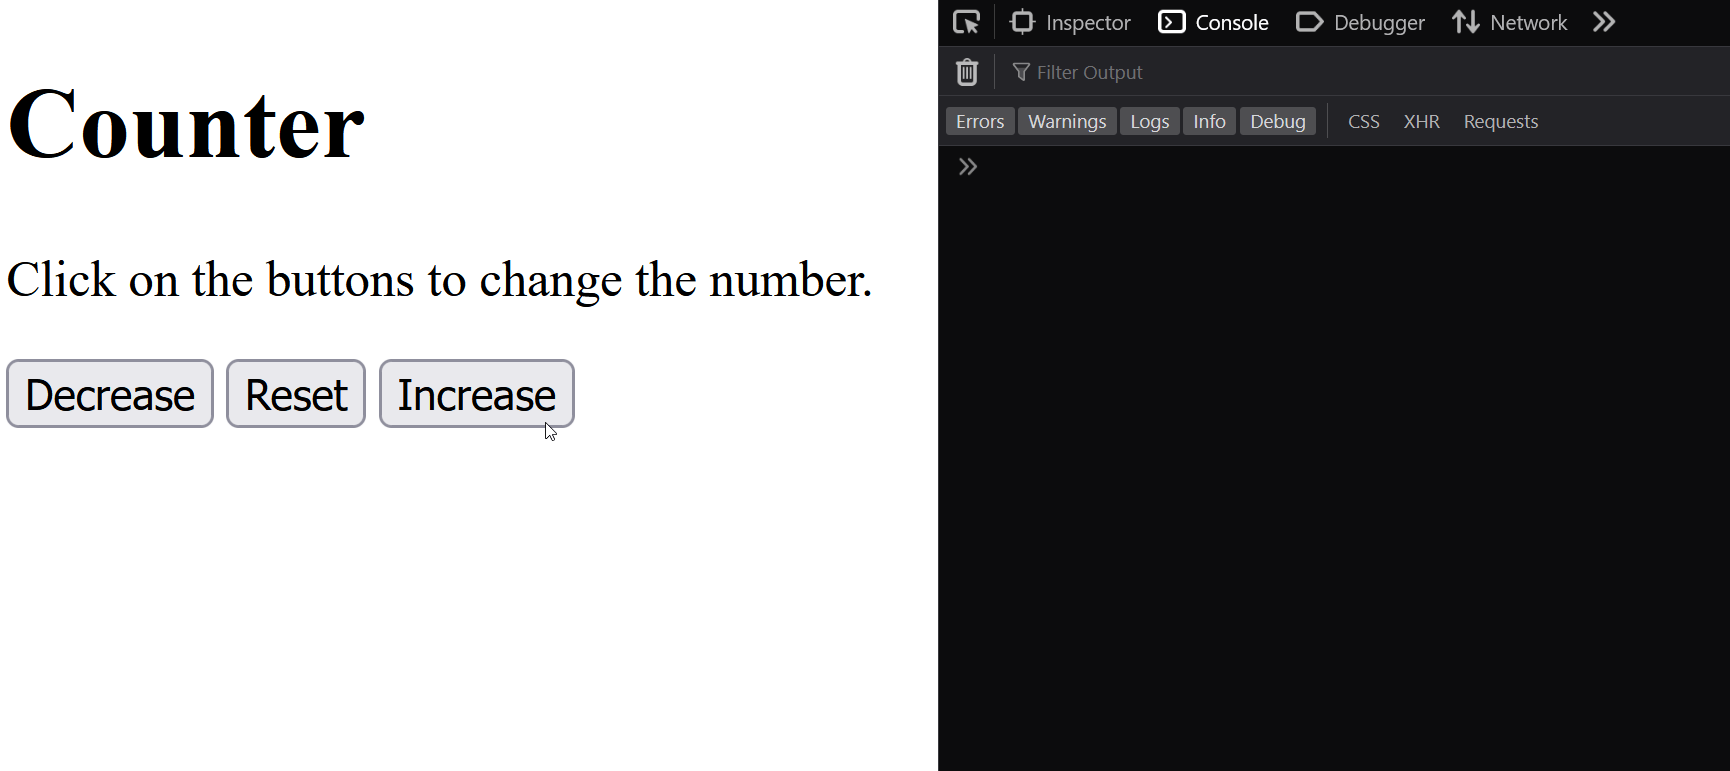 Counter
Click on the buttons to change the number.
Decrease Reset Increase
Inspector Console Debugger Network
Filter Output
Errors Warnings Logs Info Debug CSS XHR Requests